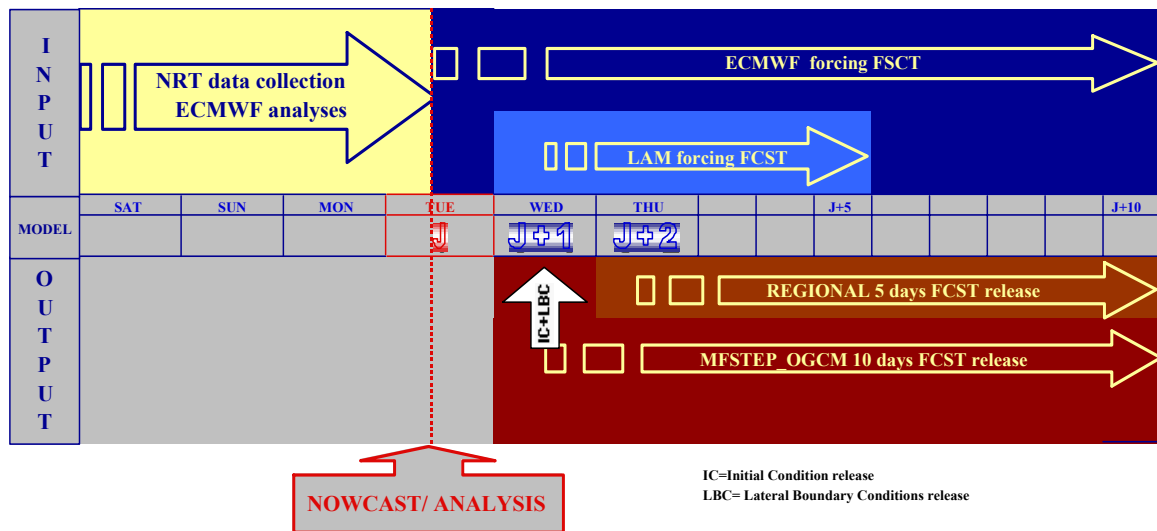 INPUT
NRT data collection
ECMWF analyses
ECMWF forcing FSCT
LAM forcing FCST
MODEL
SAT SUN MON TUE WED THU J+5 J+10
J J+1 J+2
OUTPUT
IC+LBC
REGIONAL 5 days FCST release
MFSTEP_OGCM 10 days FCST release
NOWCAST/ ANALYSIS
IC=Initial Condition release
LBC= Lateral Boundary Conditions release